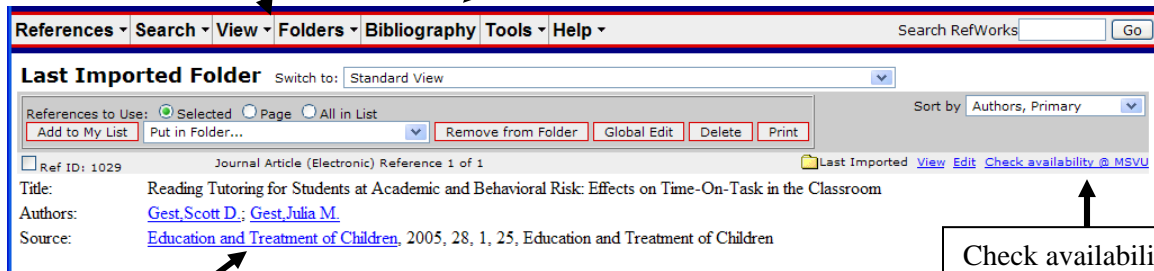 References Search View Folders Bibliography Tools Help Search RefWorks Go
Last Imported Folder Switch to: Standard View
References to Use: Selected Page All in List Sort by Authors, Primary
Add to My List Put in Folder... Remove from Folder Global Edit Delete Print
Ref ID: 1029 Journal Article (Electronic) Reference 1 of 1 Last Imported View Edit Check availability @ MSVU
Title: Reading Tutoring for Students at Academic and Behavioral Risk: Effects on Time-On-Task in the Classroom
Authors: Gest,Scott D.; Gest,Julia M.
Source: Education and Treatment of Children, 2005, 28, 1, 25, Education and Treatment of Children
Check availabili